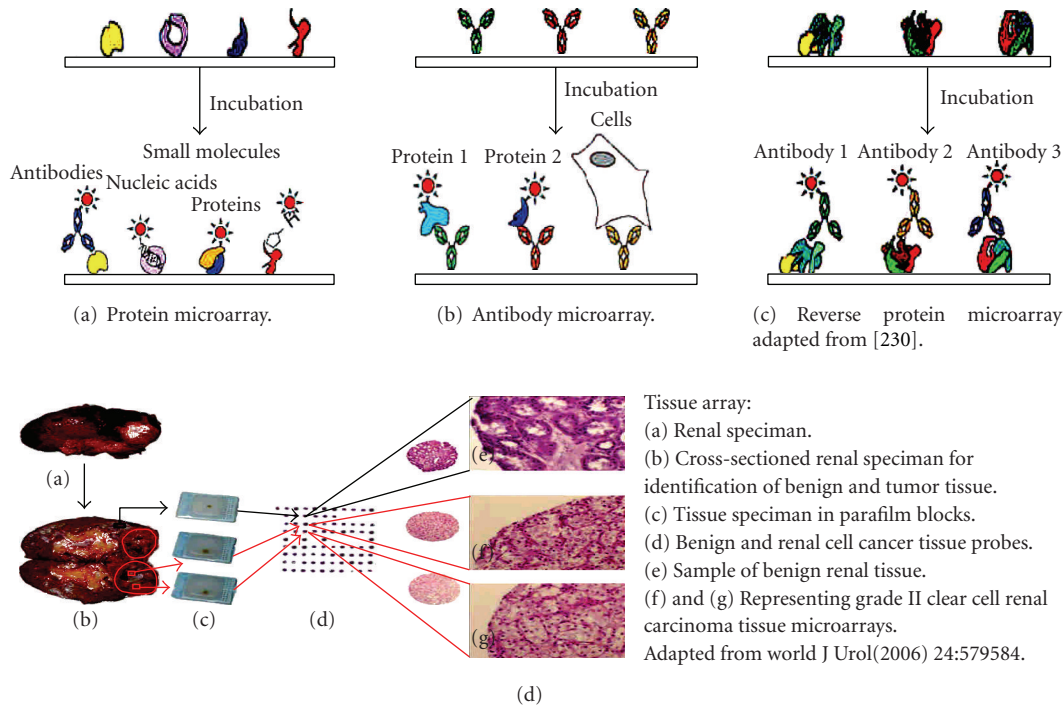 Incubation
Small molecules
Antibodies
Nucleic acids
Proteins
(a) Protein microarray.
Incubation
Cells
Protein 1
Protein 2
(b) Antibody microarray.
Incubation
Antibody 1
Antibody 2
Antibody 3
(c) Reverse protein microarray
adapted from [230].
(a)
(b)
(c)
(d)
(e)
(f)
(g)
Tissue array:
(a) Renal speciman.
(b) Cross-sectioned renal speciman for
identification of benign and tumor tissue.
(c) Tissue speciman in parafilm blocks.
(d) Benign and renal cell cancer tissue probes.
(e) Sample of benign renal tissue.
(f) and (g) Representing grade II clear cell renal
carcinoma tissue microarrays.
Adapted from world J Urol(2006) 24:579584.
(d)